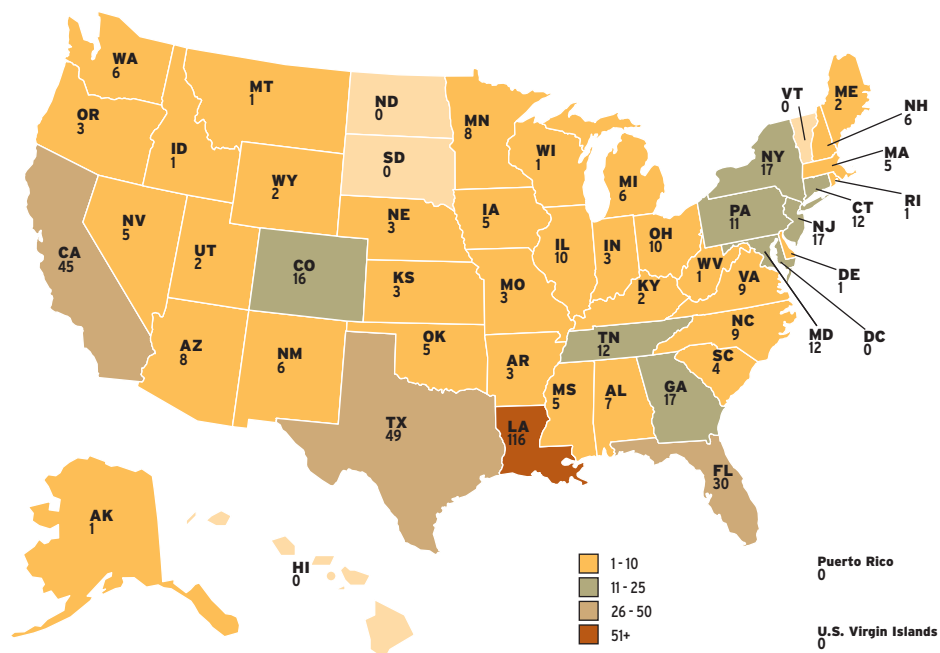 WA
6
MT
1
ND
0
MN
8
VT
0
ME
2
NH
6
OR
3
ID
1
SD
0
WI
1
MI
6
NY
17
MA
5
WY
2
RI
1
NV
5
NE
3
IA
5
PA
11
CT
12
NJ
17
CA
45
UT
2
CO
16
IL
10
IN
3
OH
10
WV
1
VA
9
DE
1
KS
3
MO
3
KY
2
MD
12
DC
0
AZ
8
NM
6
OK
5
AR
3
TN
12
NC
9
SC
4
MS
5
AL
7
GA
17
TX
49
LA
116
FL
30
AK
1
HI
0
1 - 10
11 - 25
26 - 50
51+
Puerto Rico
0
U.S. Virgin Islands
0